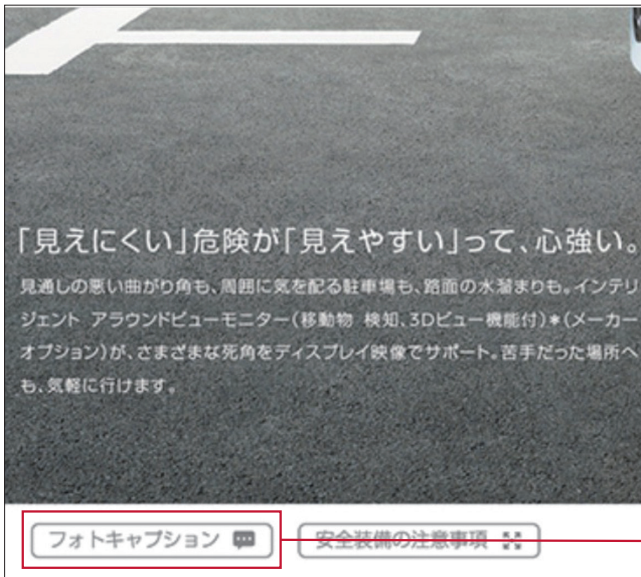 「見えにくい」危険が「見えやすい」って、心強い。
見通しの悪い曲がり角も、周囲に気を配る駐車場も、路面の水溜まりも。インテリ
ジェント アラウンドビューモニター（移動物 検知、3Dビュー機能付）*（メーカー
オプション）が、さまざまな死角をディスプレイ映像でサポート。苦手だった場所へ
も、気軽に行けます。
フォトキャプション
安全装備の注意事項